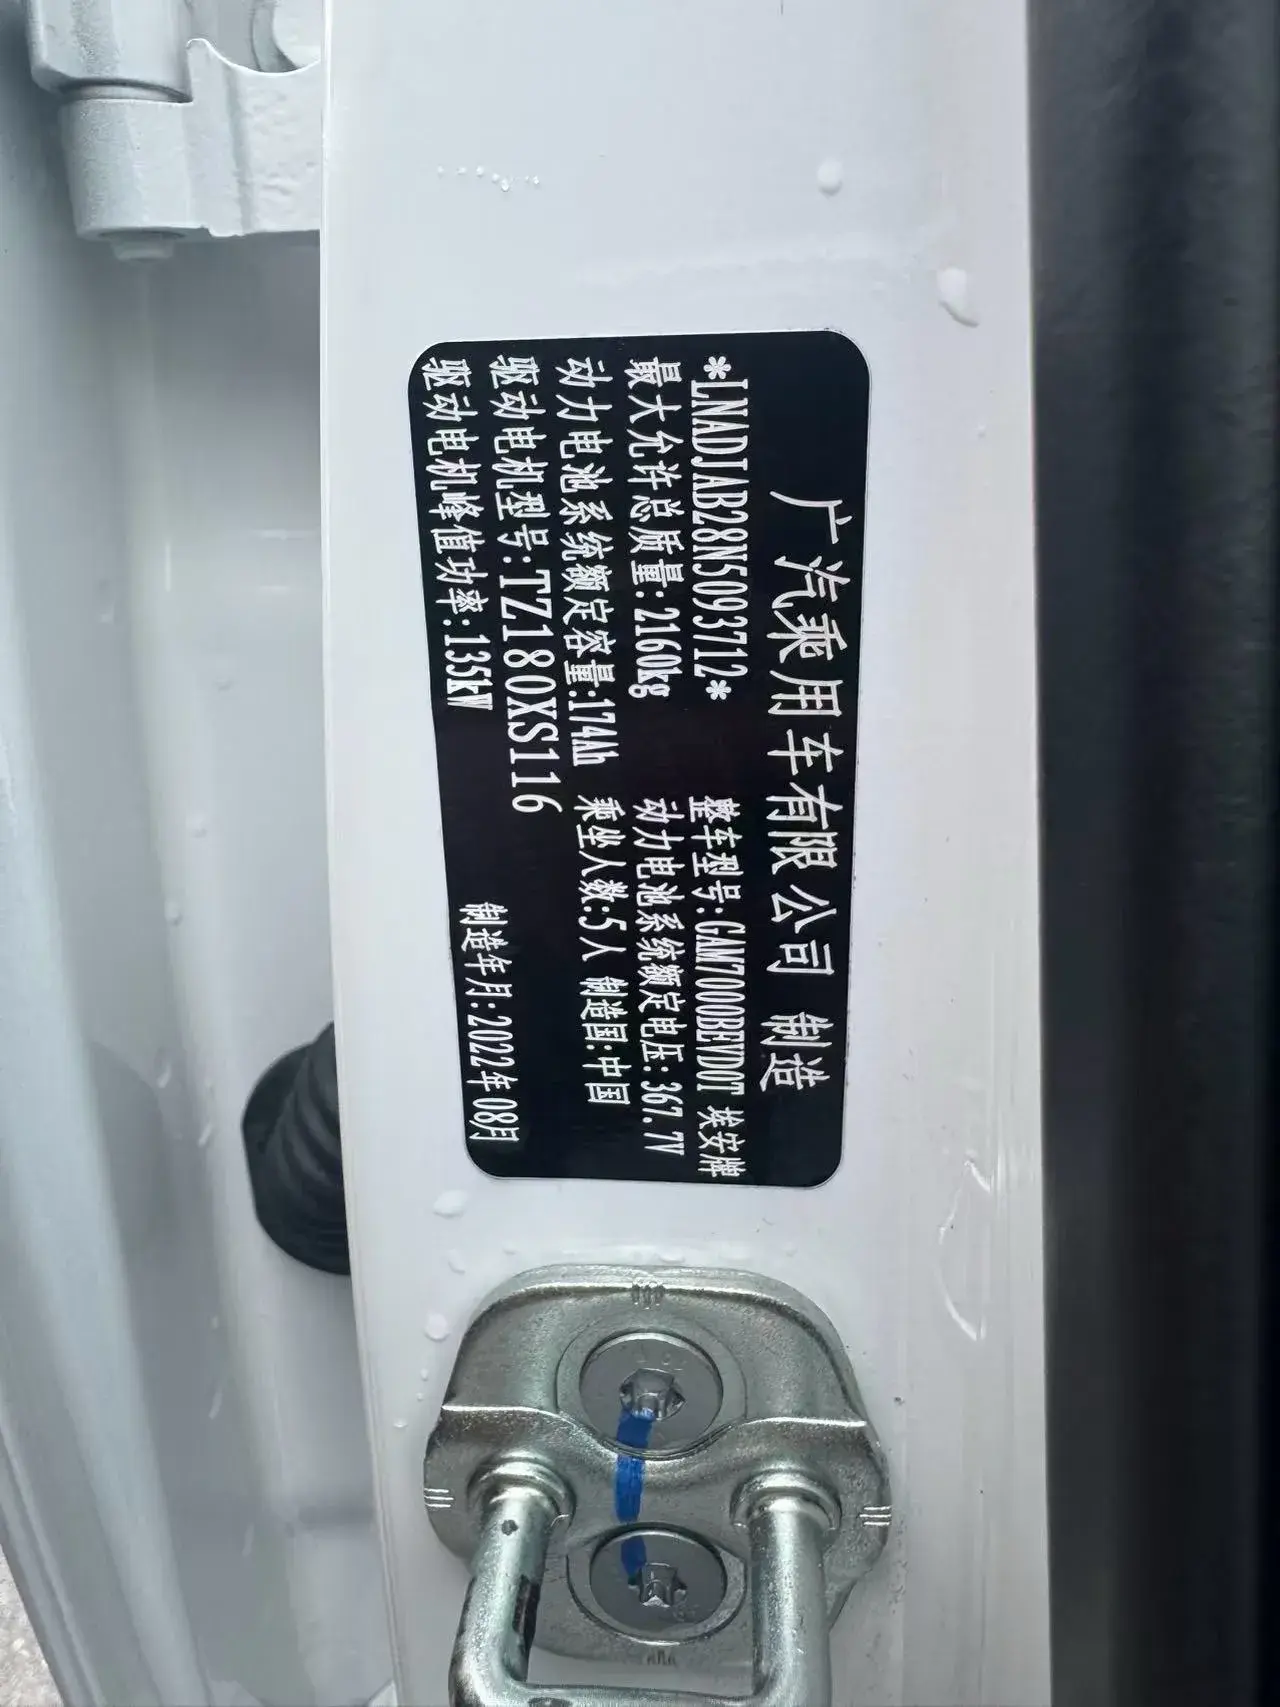 广汽乘用车有限公司 制造
*LNADJAB28N5093712* 整车型号:GAM7000BEVD0T 埃安牌
最大允许总质量:2160kg 动力电池系统额定电压:367.7V
动力电池系统额定容量:174Ah 乘坐人数:5人 制造国:中国
驱动电机型号:TZ180XS116
驱动电机峰值功率:135kW 制造年月:2022年08月